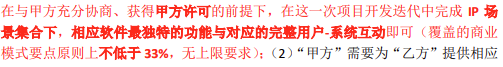 在与甲方充分协商、获得甲方许可的前提下，在这一次项目开发迭代中完成 IP 场
景集合下，相应软件最独特的功能与对应的完整用户-系统互动即可（覆盖的商业
模式要点原则上不低于33%，无上限要求）；（2）“甲方”需要为“乙方”提供相应